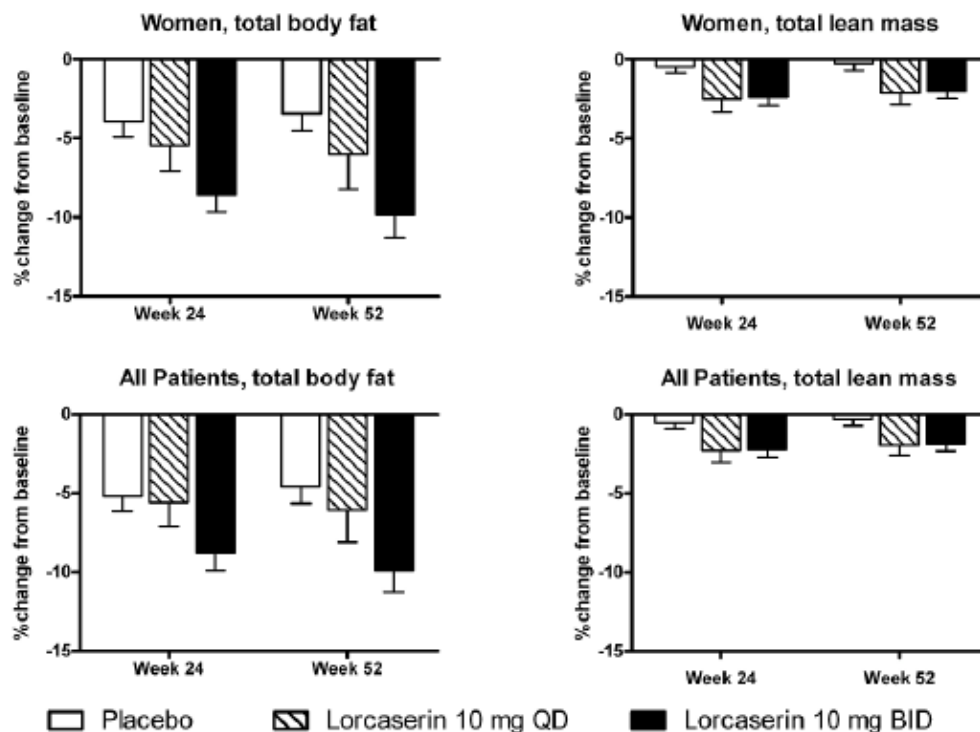 Women, total body fat
% change from baseline
-0
-5
-10
-15
Week 24 Week 52
Women, total lean mass
% change from baseline
-0
-5
-10
-15
Week 24 Week 52
All Patients, total body fat
% change from baseline
0
-5
-10
-15
Week 24 Week 52
All Patients, total lean mass
% change from baseline
0
-5
-10
-15
Week 24 Week 52
Placebo Lorcaserin 10 mg QD Lorcaserin 10 mg BID